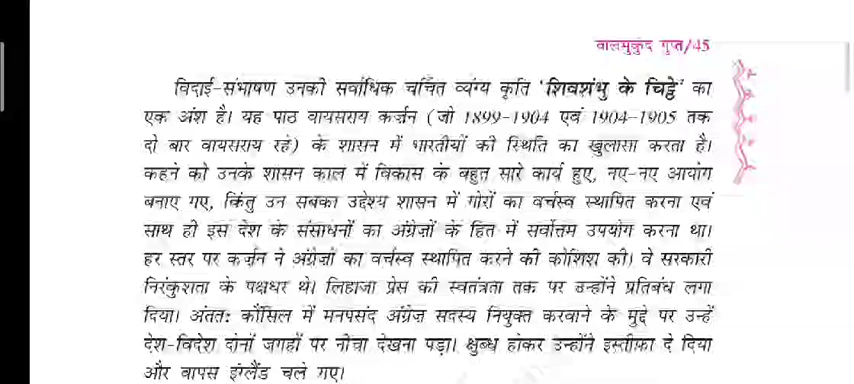 बालमुकुंद गुप्त/45
विदाई-संभाषण उनकी सर्वाधिक चर्चित व्यंग्य कृति 'शिवशंभु के चिट्ठे' का
एक अंश है। यह पाठ वायसराय कर्ज़न (जो 1899-1904 एवं 1904-1905 तक
दो बार वायसराय रहे) के शासन में भारतीयों की स्थिति का खुलासा करता है।
कहने को उनके शासन काल में विकास के बहुत सारे कार्य हुए, नए-नए आयोग
बनाए गए, किंतु उन सबका उद्देश्य शासन में गोरों का वर्चस्व स्थापित करना एवं
साथ ही इस देश के संसाधनों का अंग्रेज़ों के हित में सर्वोत्तम उपयोग करना था।
हर स्तर पर कर्ज़न ने अंग्रेज़ों का वर्चस्व स्थापित करने की कोशिश की। वे सरकारी
निरंकुशता के पक्षधर थे। लिहाज़ा प्रेस की स्वतंत्रता तक पर उन्होंने प्रतिबंध लगा
दिया। अंततः कौंसिल में मनपसंद अंग्रेज़ सदस्य नियुक्त करवाने के मुद्दे पर उन्हें
देश-विदेश दोनों जगहों पर नीचा देखना पड़ा। क्षुब्ध होकर उन्होंने इस्तीफ़ा दे दिया
और वापस इंग्लैंड चले गए।